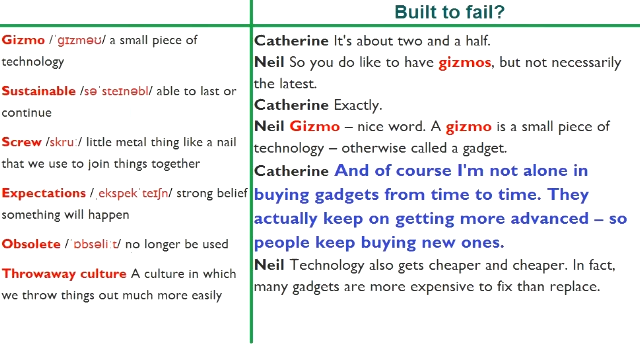 Built to fail?
Gizmo /ˈɡɪzməʊ/ a small piece of
technology
Sustainable /səˈsteɪnəbl/ able to last or
continue
Screw /skruː/ little metal thing like a nail
that we use to join things together
Expectations /ˌekspekˈteɪʃn/ strong belief
something will happen
Obsolete /ˈɒbsəliːt/ no longer be used
Throwaway culture A culture in which
we throw things out much more easily
Catherine It's about two and a half.
Neil So you do like to have gizmos, but not necessarily
the latest.
Catherine Exactly.
Neil Gizmo – nice word. A gizmo is a small piece of
technology – otherwise called a gadget.
Catherine And of course I'm not alone in
buying gadgets from time to time. They
actually keep on getting more advanced – so
people keep buying new ones.
Neil Technology also gets cheaper and cheaper. In fact,
many gadgets are more expensive to fix than replace.